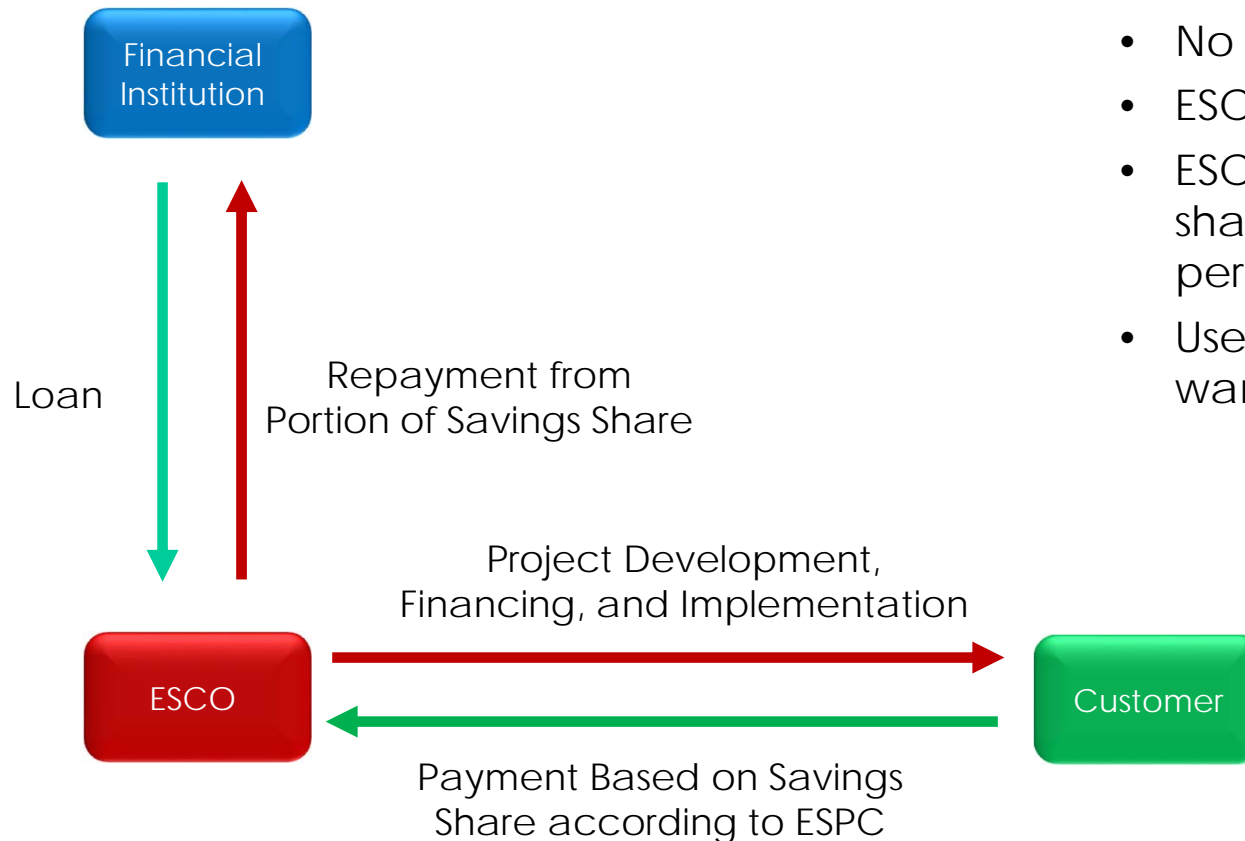 Financial
Institution
Loan
Repayment from
Portion of Savings Share
Project Development,
Financing, and Implementation
ESCO
Customer
Payment Based on Savings
Share according to ESPC
• No
• ESC
• ESC
sha
per
• Use
war